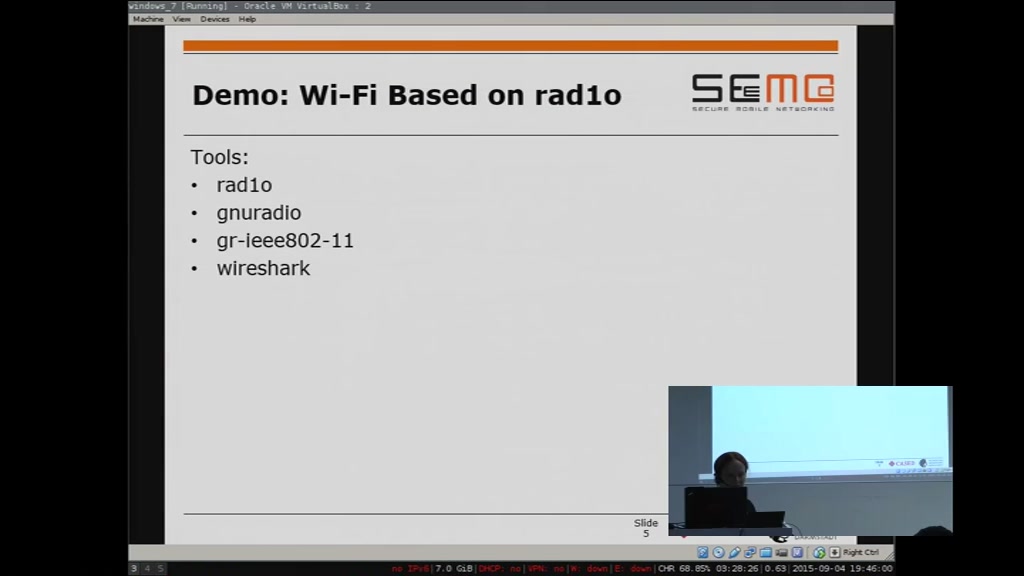 windows_7 [Running] - Oracle VM VirtualBox : 2
Machine View Devices Help
Demo: Wi-Fi Based on rad1o
SEMO
SECURE MOBILE NETWORKING
Tools:
• rad1o
• gnuradio
• gr-ieee802-11
• wireshark
Slide
5
CASED
DARMSTADT
Right Ctrl
3 4 5
no IPv6|7.0 GiB|DHCP: no|VPN: no|W: down|E: down|CHR 68.85% 03:28:26|0.63|2015-09-04 19:46:00